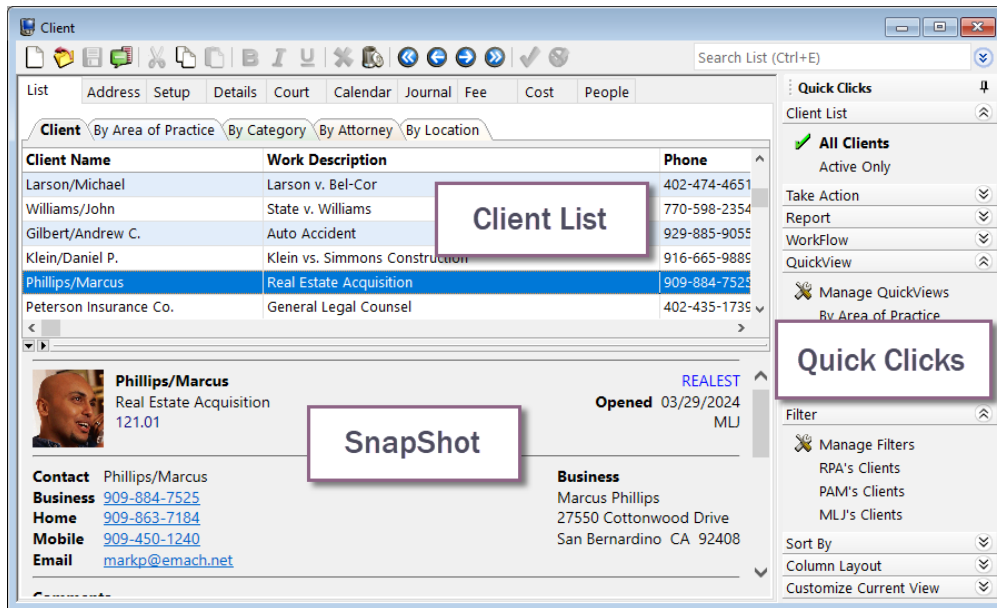 Client
B I U
Search List (Ctrl+E)
List Address Setup Details Court Calendar Journal Fee Cost People
Client By Area of Practice By Category By Attorney By Location
Client Name Work Description Phone
Larson/Michael Larson v. Bel-Cor 402-474-4651
Williams/John State v. Williams 770-598-2354
Gilbert/Andrew C. Auto Accident 929-885-9055
Klein/Daniel P. Klein vs. Simmons Construction 916-665-9889
Phillips/Marcus Real Estate Acquisition 909-884-7525
Peterson Insurance Co. General Legal Counsel 402-435-1739
Client List
Phillips/Marcus REALEST
Real Estate Acquisition Opened 03/29/2024
121.01 MLJ
SnapShot
Contact Phillips/Marcus Business
Business 909-884-7525 Marcus Phillips
Home 909-863-7184 27550 Cottonwood Drive
Mobile 909-450-1240 San Bernardino CA 92408
Email markp@emach.net
Comments
Quick Clicks
Client List
All Clients
Active Only
Take Action
Report
WorkFlow
QuickView
Manage QuickViews
By Area of Practice
Quick Clicks
Filter
Manage Filters
RPA's Clients
PAM's Clients
MLJ's Clients
Sort By
Column Layout
Customize Current View